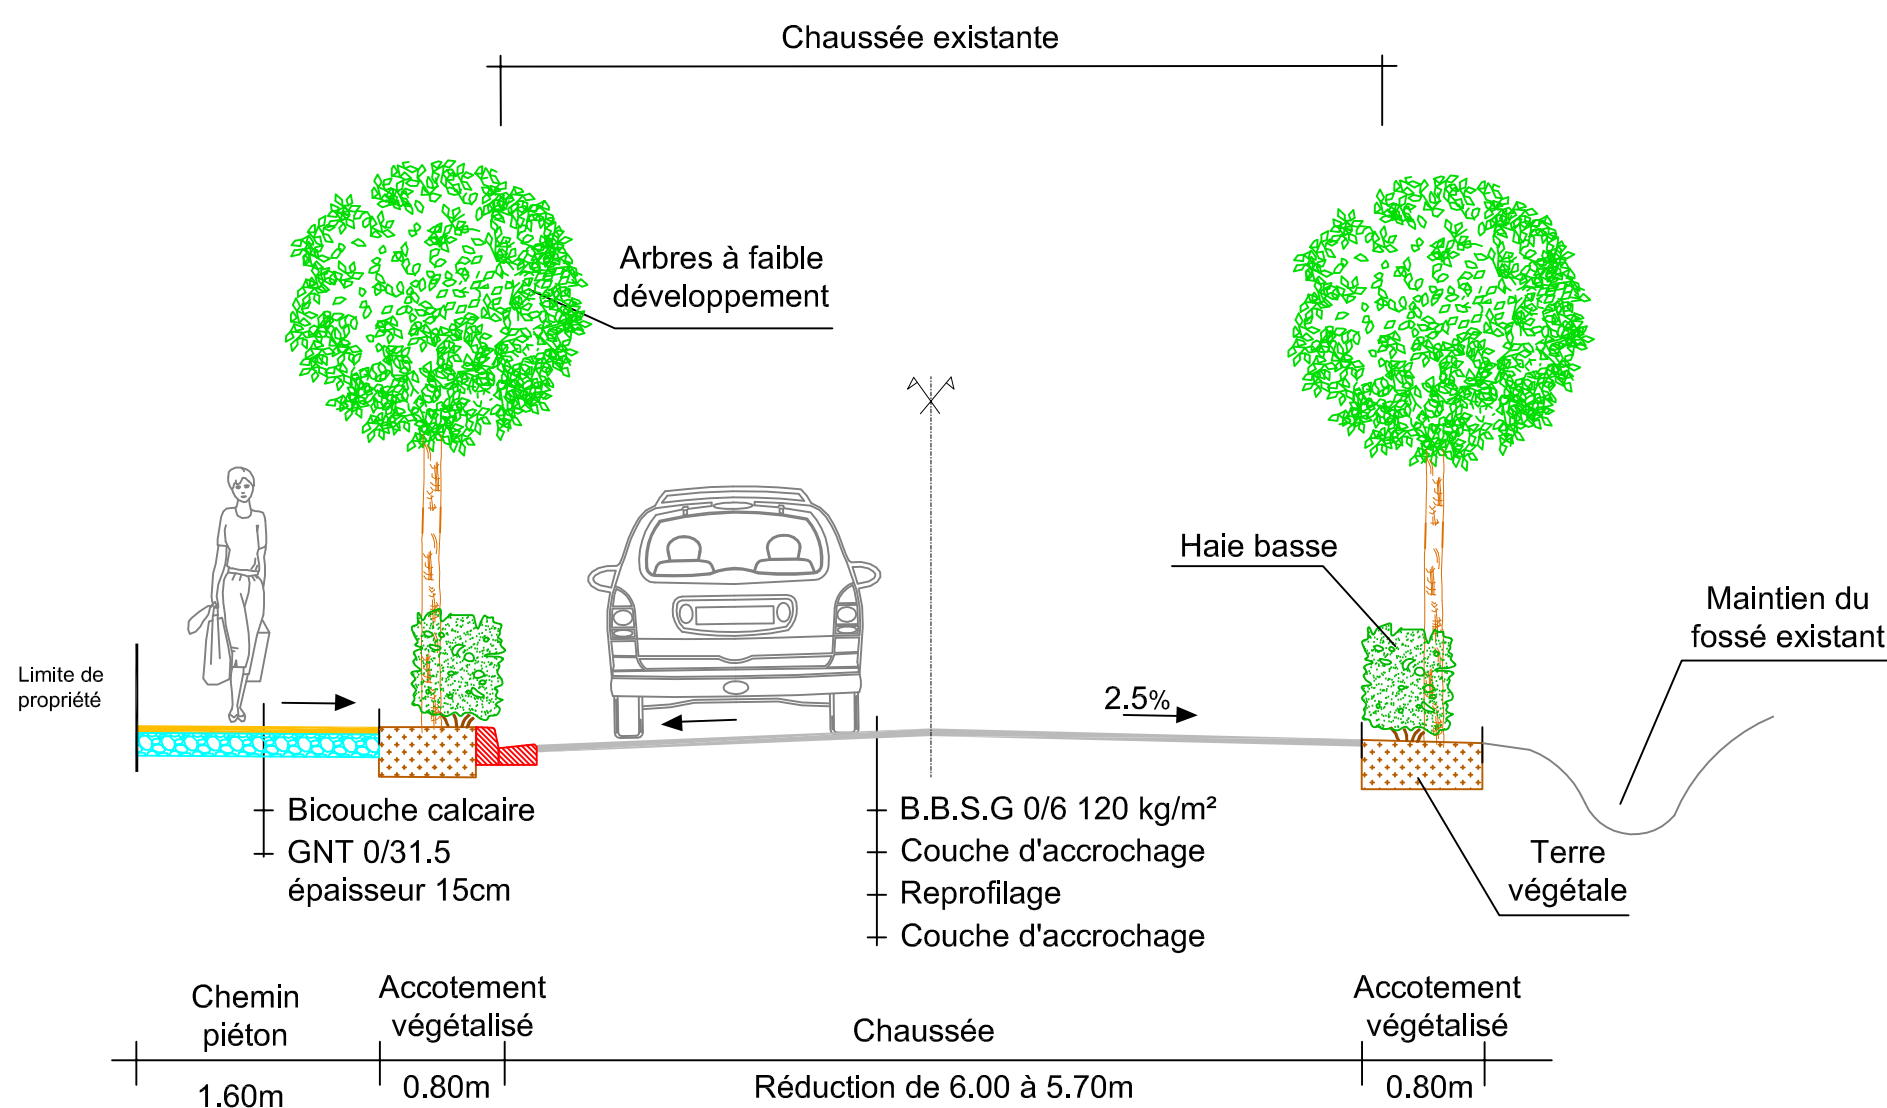 Chaussée existante
Arbres à faible
développement
Haie basse
Maintien du
fossé existant
Limite de
propriété
2.5%
Bicouche calcaire
GNT 0/31.5
épaisseur 15cm
B.B.S.G 0/6 120 kg/m²
Couche d'accrochage
Reprofilage
Couche d'accrochage
Terre
végétale
Chemin
piéton
1.60m
Accotement
végétalisé
0.80m
Chaussée
Réduction de 6.00 à 5.70m
Accotement
végétalisé
0.80m